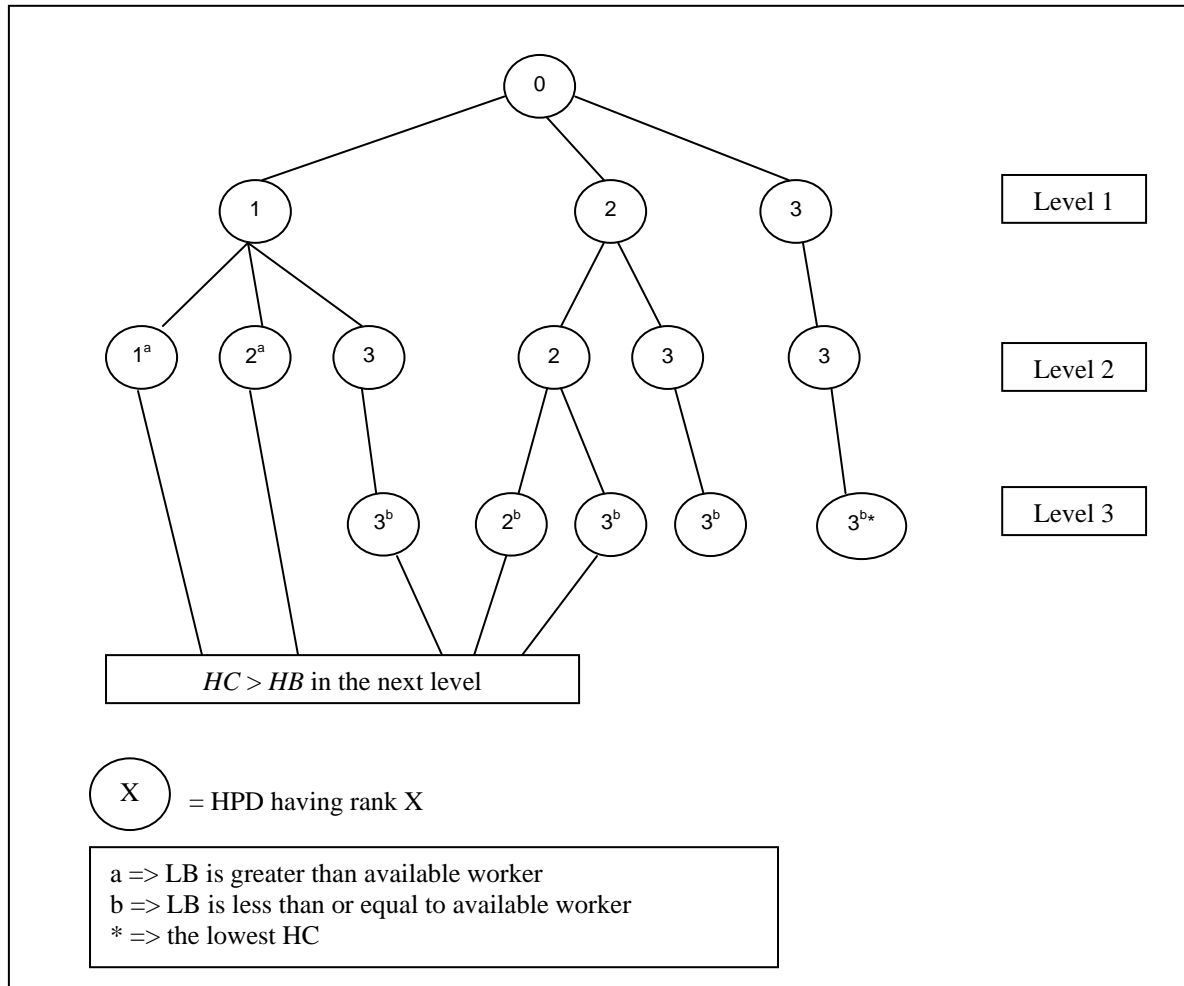 0
1 2 3 Level 1
1ᵃ 2ᵃ 3 2 3 3 Level 2
3ᵇ 2ᵇ 3ᵇ 3ᵇ 3ᵇ* Level 3
HC > HB in the next level
X = HPD having rank X
a => LB is greater than available worker
b => LB is less than or equal to available worker
* => the lowest HC